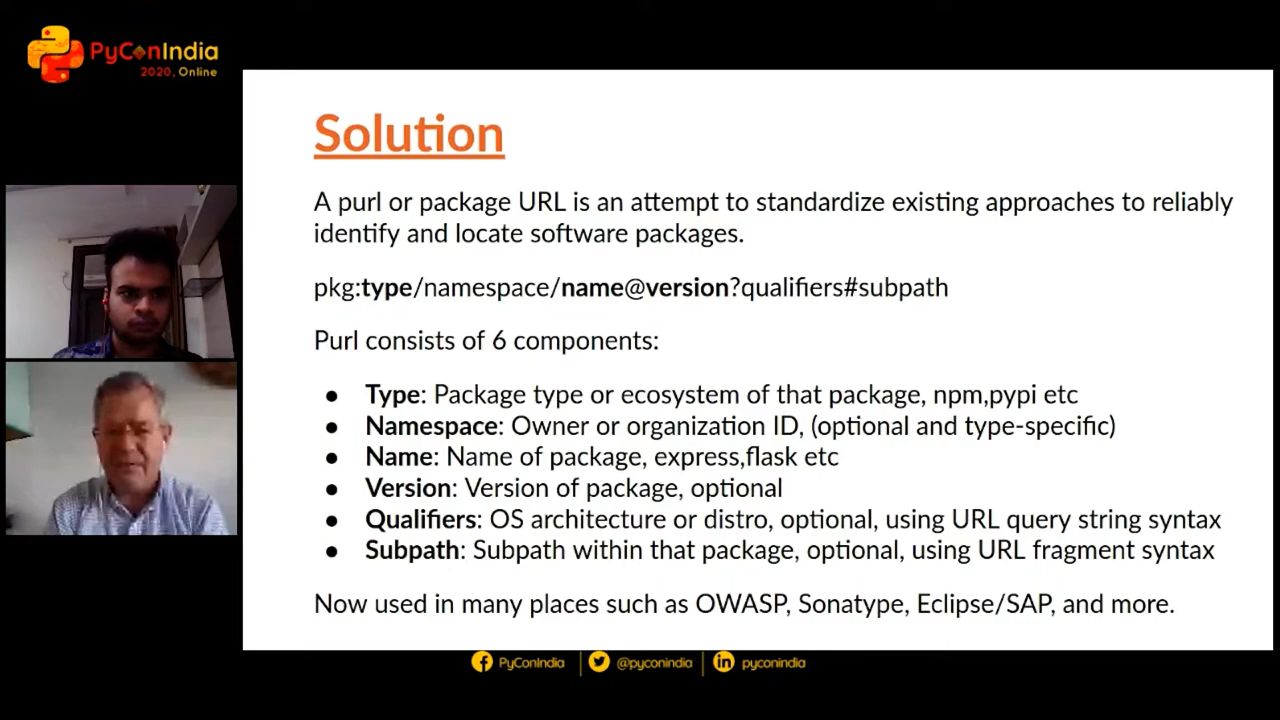 PyConIndia
2020, Online
Solution
A purl or package URL is an attempt to standardize existing approaches to reliably
identify and locate software packages.
pkg:type/namespace/name@version?qualifiers#subpath
Purl consists of 6 components:
● Type: Package type or ecosystem of that package, npm,pypi etc
● Namespace: Owner or organization ID, (optional and type-specific)
● Name: Name of package, express,flask etc
● Version: Version of package, optional
● Qualifiers: OS architecture or distro, optional, using URL query string syntax
● Subpath: Subpath within that package, optional, using URL fragment syntax
Now used in many places such as OWASP, Sonatype, Eclipse/SAP, and more.
PyConIndia @pyconindia pyconindia